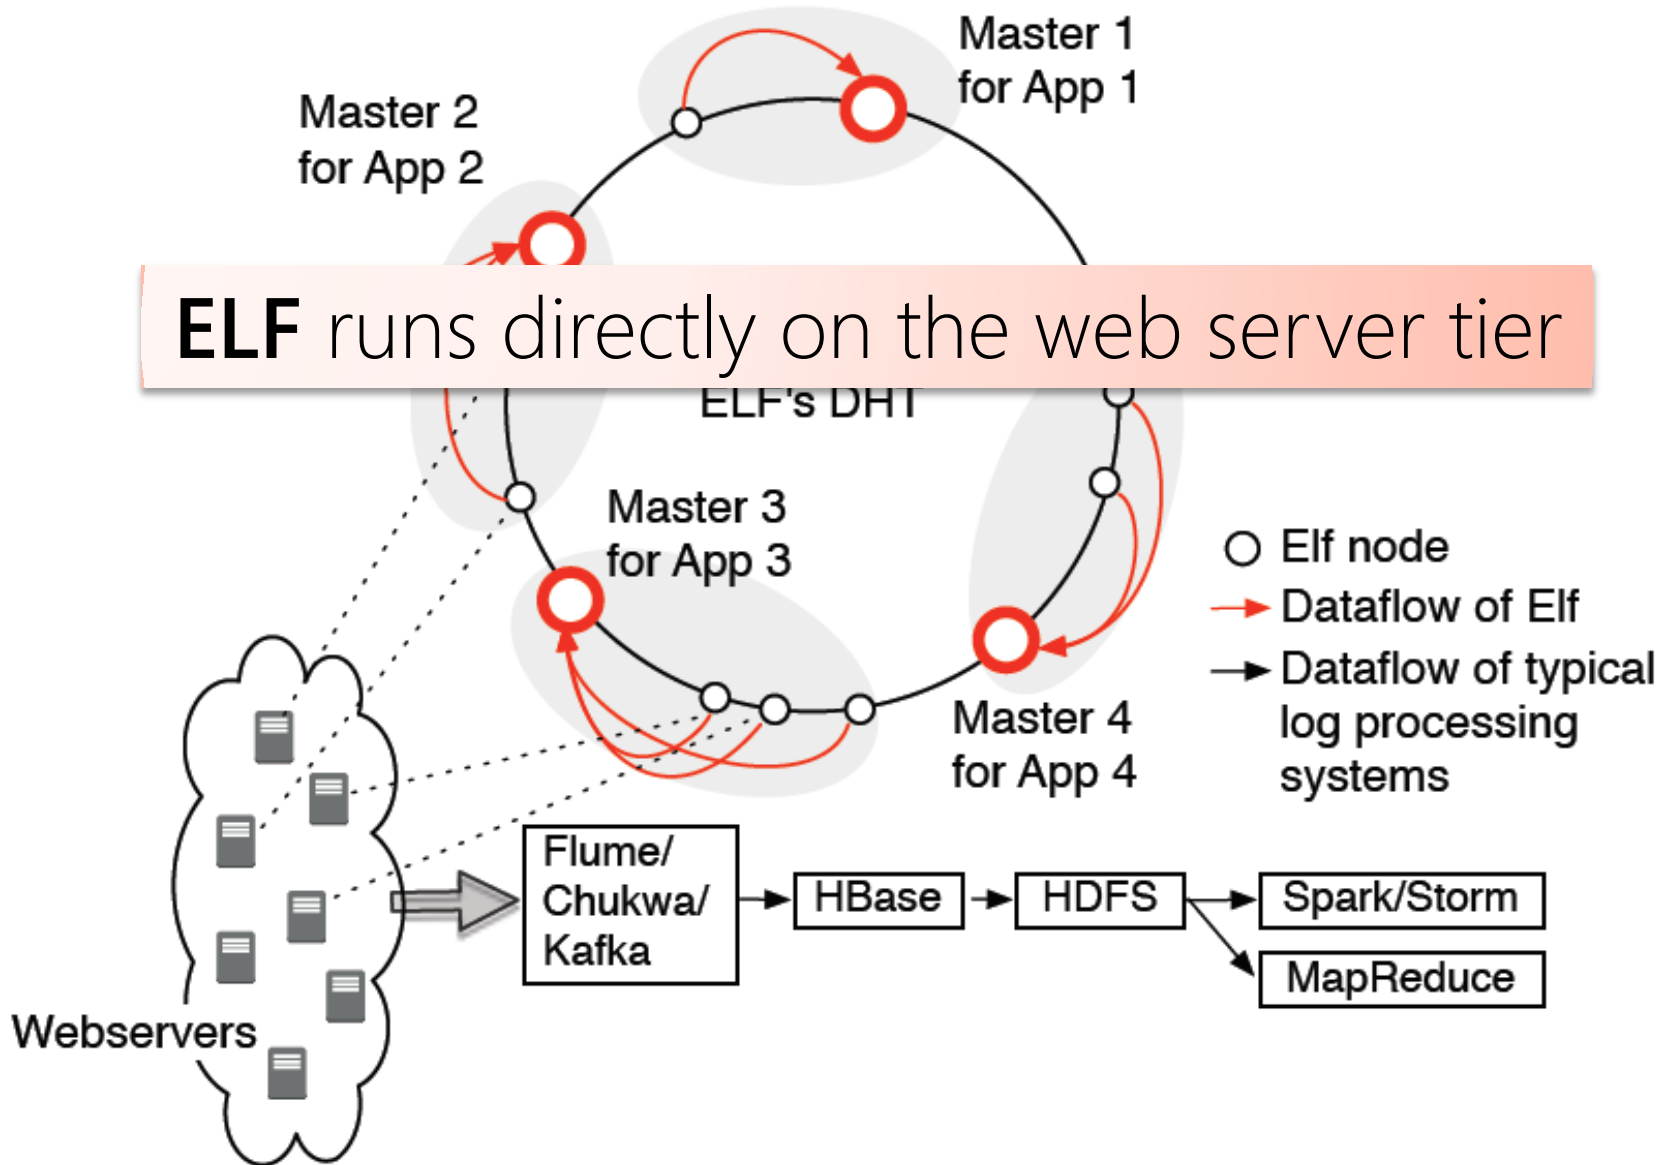 Master 1
for App 1
Master 2
for App 2
ELF runs directly on the web server tier
ELF's DHT
Master 3
for App 3
Elf node
Dataflow of Elf
Dataflow of typical
log processing
systems
Master 4
for App 4
Flume/
Chukwa/
Kafka
HBase
HDFS
Spark/Storm
MapReduce
Webservers